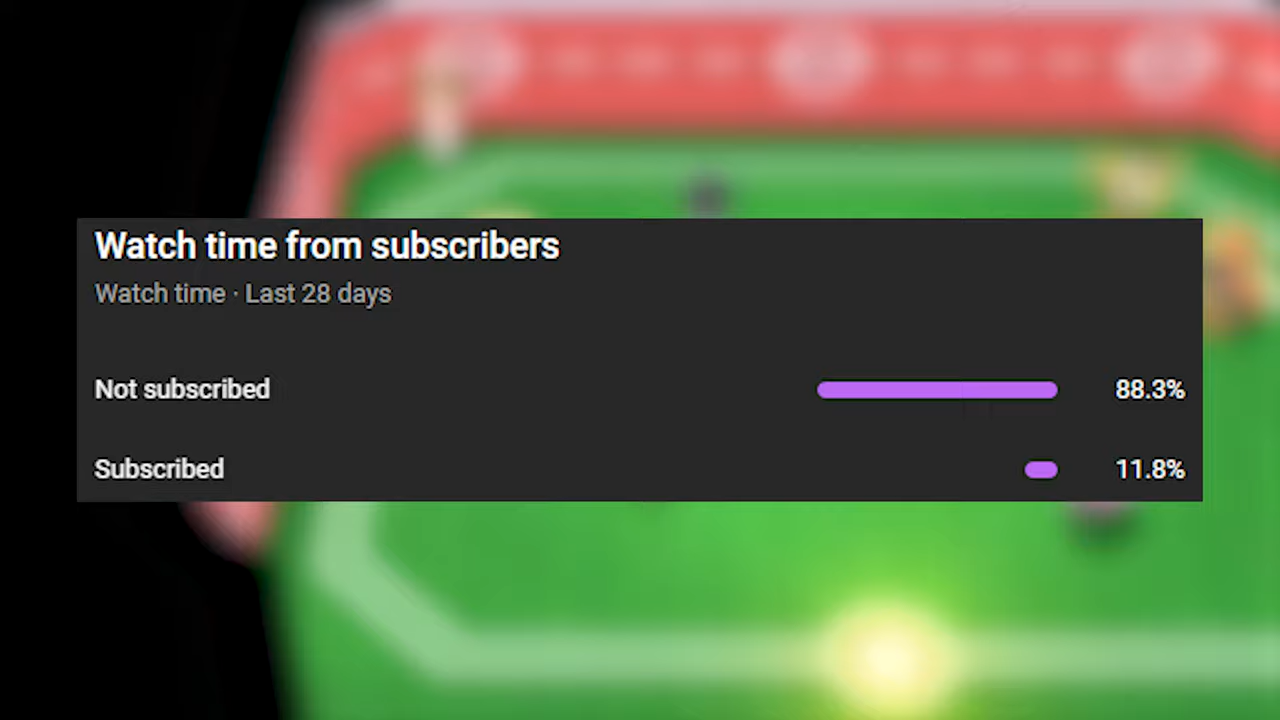 Watch time from subscribers
Watch time · Last 28 days
Not subscribed 88.3%
Subscribed 11.8%